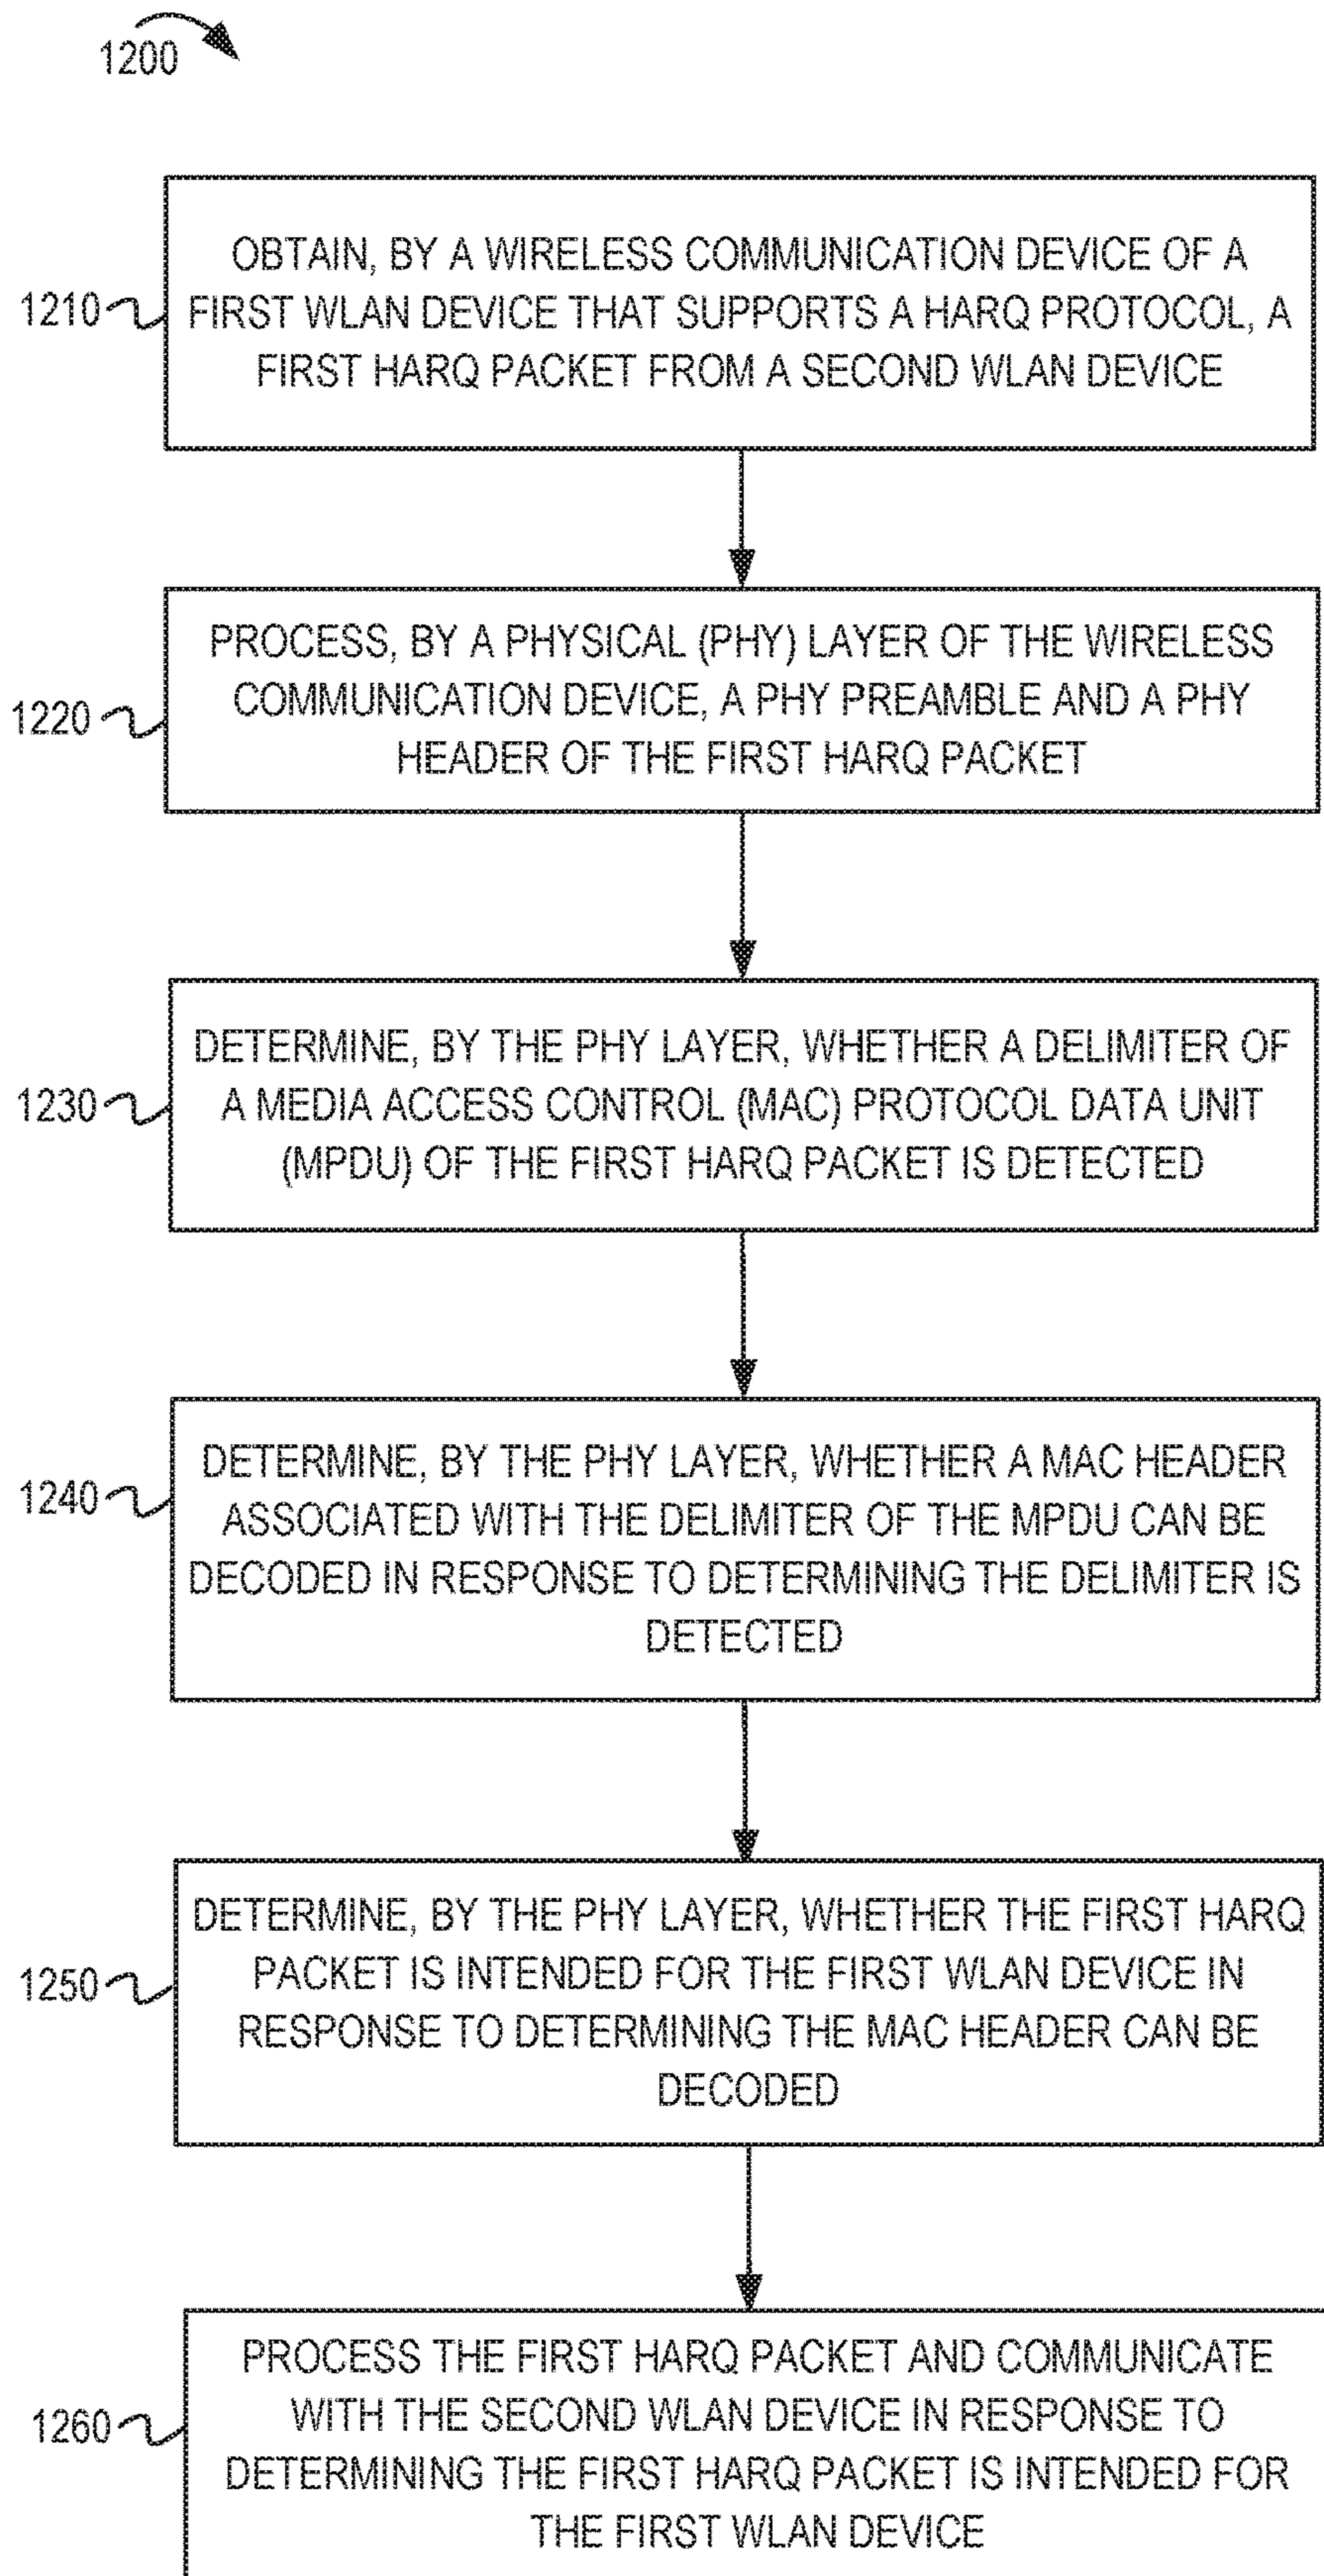 1200
OBTAIN, BY A WIRELESS COMMUNICATION DEVICE OF A
FIRST WLAN DEVICE THAT SUPPORTS A HARQ PROTOCOL, A
FIRST HARQ PACKET FROM A SECOND WLAN DEVICE
1210
PROCESS, BY A PHYSICAL (PHY) LAYER OF THE WIRELESS
COMMUNICATION DEVICE, A PHY PREAMBLE AND A PHY
HEADER OF THE FIRST HARQ PACKET
1220
DETERMINE, BY THE PHY LAYER, WHETHER A DELIMITER OF
A MEDIA ACCESS CONTROL (MAC) PROTOCOL DATA UNIT
(MPDU) OF THE FIRST HARQ PACKET IS DETECTED
1230
DETERMINE, BY THE PHY LAYER, WHETHER A MAC HEADER
ASSOCIATED WITH THE DELIMITER OF THE MPDU CAN BE
DECODED IN RESPONSE TO DETERMINING THE DELIMITER IS
DETECTED
1240
DETERMINE, BY THE PHY LAYER, WHETHER THE FIRST HARQ
PACKET IS INTENDED FOR THE FIRST WLAN DEVICE IN
RESPONSE TO DETERMINING THE MAC HEADER CAN BE
DECODED
1250
PROCESS THE FIRST HARQ PACKET AND COMMUNICATE
WITH THE SECOND WLAN DEVICE IN RESPONSE TO
DETERMINING THE FIRST HARQ PACKET IS INTENDED FOR
THE FIRST WLAN DEVICE
1260